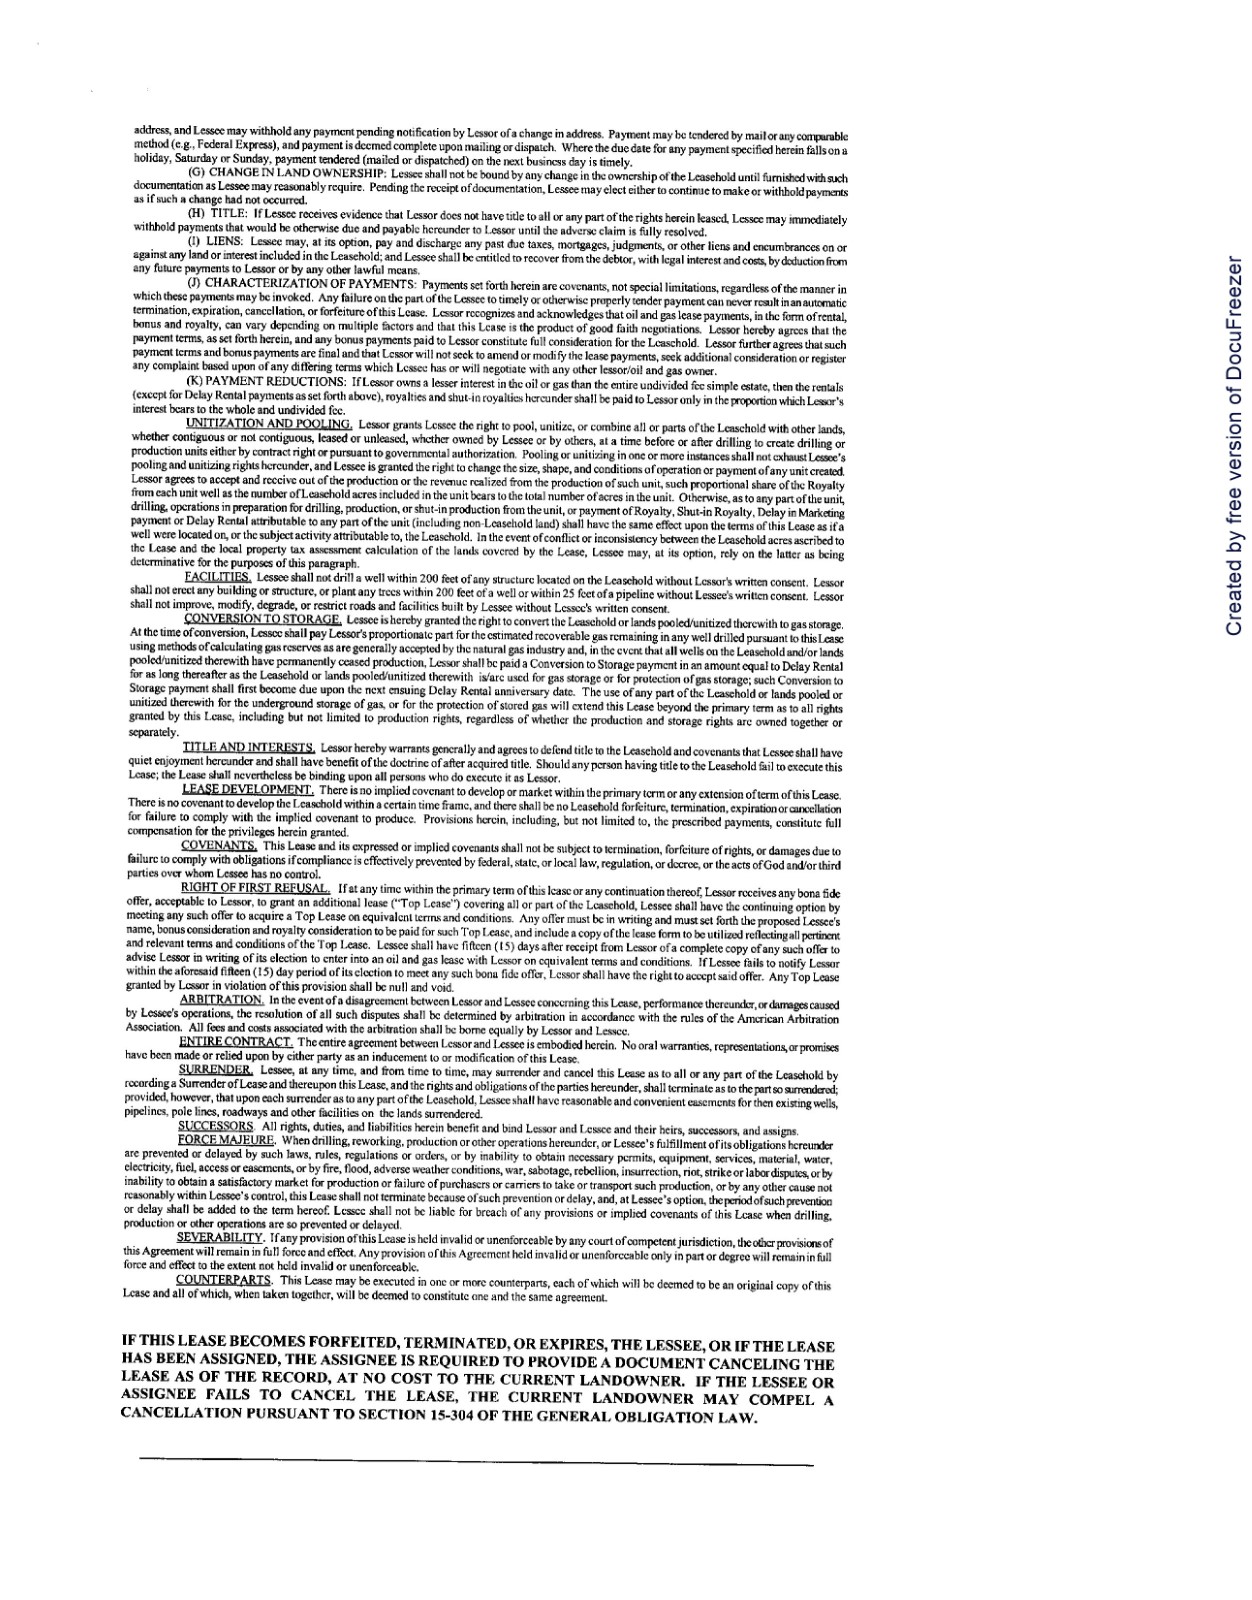 address, and Lessee may withhold any payment pending notification by Lessor of a change in address. Payment may be tendered by mail or any comparable
method (e.g., Federal Express), and payment is deemed complete upon mailing or dispatch. Where the due date for any payment specified herein falls on a
holiday, Saturday or Sunday, payment tendered (mailed or dispatched) on the next business day is timely.
(G) CHANGE IN LAND OWNERSHIP: Lessee shall not be bound by any change in the ownership of the Leasehold until furnished with such
documentation as Lessee may reasonably require. Pending the receipt of documentation, Lessee may elect either to continue to make or withhold payments
as if such a change had not occurred.
(H) TITLE: If Lessee receives evidence that Lessor does not have title to all or any part of the rights herein leased, Lessee may immediately
withhold payments that would be otherwise due and payable hereunder to Lessor until the adverse claim is fully resolved.
(I) LIENS: Lessee may, at its option, pay and discharge any past due taxes, mortgages, judgments, or other liens and encumbrances on or
against any land or interest included in the Leasehold; and Lessee shall be entitled to recover from the debtor, with legal interest and costs, by deduction from
any future payments to Lessor or by any other lawful means.
(J) CHARACTERIZATION OF PAYMENTS: Payments set forth herein are covenants, not special limitations, regardless of the manner in
which these payments may be invoked. Any failure on the part of the Lessee to timely or otherwise properly tender payment can never result in an automatic
termination, expiration, cancellation, or forfeiture of this Lease. Lessor recognizes and acknowledges that oil and gas lease payments, in the form of rental,
bonus and royalty, can vary depending on multiple factors and that this Lease is the product of good faith negotiations. Lessor hereby agrees that the
payment terms, as set forth herein, and any bonus payments paid to Lessor constitute full consideration for the Leaschold. Lessor further agrees that such
payment terms and bonus payments are final and that Lessor will not seek to amend or modify the lease payments, seek additional consideration or register
any complaint based upon of any differing terms which Lessee has or will negotiate with any other lessor/oil and gas owner.
(K) PAYMENT REDUCTIONS: If Lessor owns a lesser interest in the oil or gas than the entire undivided fee simple estate, then the rentals
(except for Delay Rental payments as set forth above), royalties and shut-in royalties hereunder shall be paid to Lessor only in the proportion which Lessor's
interest bears to the whole and undivided fee.
UNITIZATION AND POOLING. Lessor grants Lessee the right to pool, unitize, or combine all or parts of the Leasehold with other lands,
whether contiguous or not contiguous, leased or unleased, whether owned by Lessee or by others, at a time before or after drilling to create drilling or
production units either by contract right or pursuant to governmental authorization. Pooling or unitizing in one or more instances shall not exhaust Lessee's
pooling and unitizing rights hereunder, and Lessee is granted the right to change the size, shape, and conditions of operation or payment of any unit created.
Lessor agrees to accept and receive out of the production or the revenue realized from the production of such unit, such proportional share of the Royalty
from each unit well as the number of Leasehold acres included in the unit bears to the total number of acres in the unit. Otherwise, as to any part of the unit,
drilling, operations in preparation for drilling, production, or shut-in production from the unit, or payment of Royalty, Shut-in Royalty, Delay in Marketing
payment or Delay Rental attributable to any part of the unit (including non-Leasehold land) shall have the same effect upon the terms of this Lease as if a
well were located on, or the subject activity attributable to, the Leasehold. In the event of conflict or inconsistency between the Leasehold acres ascribed to
the Lease and the local property tax assessment calculation of the lands covered by the Lease, Lessee may, at its option, rely on the latter as being
determinative for the purposes of this paragraph.
FACILITIES. Lessee shall not drill a well within 200 feet of any structure located on the Leasehold without Lessor's written consent. Lessor
shall not erect any building or structure, or plant any trees within 200 feet of a well or within 25 feet of a pipeline without Lessee's written consent. Lessor
shall not improve, modify, degrade, or restrict roads and facilities built by Lessee without Lessee's written consent.
CONVERSION TO STORAGE. Lessee is hereby granted the right to convert the Leasehold or lands pooled/unitized therewith to gas storage.
At the time of conversion, Lessee shall pay Lessor's proportionate part for the estimated recoverable gas remaining in any well drilled pursuant to this Lease
using methods of calculating gas reserves as are generally accepted by the natural gas industry and, in the event that all wells on the Leasehold and/or lands
pooled/unitized therewith have permanently ceased production, Lessor shall be paid a Conversion to Storage payment in an amount equal to Delay Rental
for as long thereafter as the Leasehold or lands pooled/unitized therewith is/are used for gas storage or for protection of gas storage; such Conversion to
Storage payment shall first become due upon the next ensuing Delay Rental anniversary date. The use of any part of the Leasehold or lands pooled or
unitized therewith for the underground storage of gas, or for the protection of stored gas will extend this Lease beyond the primary term as to all rights
granted by this Lease, including but not limited to production rights, regardless of whether the production and storage rights are owned together or
separately.
TITLE AND INTERESTS. Lessor hereby warrants generally and agrees to defend title to the Leasehold and covenants that Lessee shall have
quiet enjoyment hereunder and shall have benefit of the doctrine of after acquired title. Should any person having title to the Leasehold fail to execute this
Lease; the Lease shall nevertheless be binding upon all persons who do execute it as Lessor.
LEASE DEVELOPMENT. There is no implied covenant to develop or market within the primary term or any extension of term of this Lease.
There is no covenant to develop the Leasehold within a certain time frame, and there shall be no Leasehold forfeiture, termination, expiration or cancellation
for failure to comply with the implied covenant to produce. Provisions herein, including, but not limited to, the prescribed payments, constitute full
compensation for the privileges herein granted.
COVENANTS. This Lease and its expressed or implied covenants shall not be subject to termination, forfeiture of rights, or damages due to
failure to comply with obligations if compliance is effectively prevented by federal, state, or local law, regulation, or decree, or the acts of God and/or third
parties over whom Lessee has no control.
RIGHT OF FIRST REFUSAL. If at any time within the primary term of this lease or any continuation thereof, Lessor receives any bona fide
offer, acceptable to Lessor, to grant an additional lease ("Top Lease") covering all or part of the Leasehold, Lessee shall have the continuing option by
meeting any such offer to acquire a Top Lease on equivalent terms and conditions. Any offer must be in writing and must set forth the proposed Lessee's
name, bonus consideration and royalty consideration to be paid for such Top Lease, and include a copy of the lease form to be utilized reflecting all pertinent
and relevant terms and conditions of the Top Lease. Lessee shall have fifteen (15) days after receipt from Lessor of a complete copy of any such offer to
advise Lessor in writing of its election to enter into an oil and gas lease with Lessor on equivalent terms and conditions. If Lessee fails to notify Lessor
within the aforesaid fifteen (15) day period of its election to meet any such bona fide offer, Lessor shall have the right to accept said offer. Any Top Lease
granted by Lessor in violation of this provision shall be null and void.
ARBITRATION. In the event of a disagreement between Lessor and Lessee concerning this Lease, performance thereunder, or damages caused
by Lessee's operations, the resolution of all such disputes shall be determined by arbitration in accordance with the rules of the American Arbitration
Association. All fees and costs associated with the arbitration shall be borne equally by Lessor and Lessee.
ENTIRE CONTRACT. The entire agreement between Lessor and Lessee is embodied herein. No oral warranties, representations, or promises
have been made or relied upon by either party as an inducement to or modification of this Lease.
SURRENDER. Lessee, at any time, and from time to time, may surrender and cancel this Lease as to all or any part of the Leasehold by
recording a Surrender of Lease and thereupon this Lease, and the rights and obligations of the parties hereunder, shall terminate as to the part so surrendered;
provided, however, that upon each surrender as to any part of the Leasehold, Lessee shall have reasonable and convenient easements for then existing wells,
pipelines, pole lines, roadways and other facilities on the lands surrendered.
SUCCESSORS. All rights, duties, and liabilities herein benefit and bind Lessor and Lessee and their heirs, successors, and assigns.
FORCE MAJEURE. When drilling, reworking, production or other operations hereunder, or Lessee's fulfillment of its obligations hereunder
are prevented or delayed by such laws, rules, regulations or orders, or by inability to obtain necessary permits, equipment, services, material, water,
electricity, fuel, access or easements, or by fire, flood, adverse weather conditions, war, sabotage, rebellion, insurrection, riot, strike or labor disputes, or by
inability to obtain a satisfactory market for production or failure of purchasers or carriers to take or transport such production, or by any other cause not
reasonably within Lessee's control, this Lease shall not terminate because of such prevention or delay, and, at Lessee's option, the period of such prevention
or delay shall be added to the term hereof. Lessee shall not be liable for breach of any provisions or implied covenants of this Lease when drilling,
production or other operations are so prevented or delayed.
SEVERABILITY. If any provision of this Lease is held invalid or unenforceable by any court of competent jurisdiction, the other provisions of
this Agreement will remain in full force and effect. Any provision of this Agreement held invalid or unenforceable only in part or degree will remain in full
force and effect to the extent not held invalid or unenforceable.
COUNTERPARTS. This Lease may be executed in one or more counterparts, each of which will be deemed to be an original copy of this
Lease and all of which, when taken together, will be deemed to constitute one and the same agreement.
IF THIS LEASE BECOMES FORFEITED, TERMINATED, OR EXPIRES, THE LESSEE, OR IF THE LEASE
HAS BEEN ASSIGNED, THE ASSIGNEE IS REQUIRED TO PROVIDE A DOCUMENT CANCELING THE
LEASE AS OF THE RECORD, AT NO COST TO THE CURRENT LANDOWNER. IF THE LESSEE OR
ASSIGNEE FAILS TO CANCEL THE LEASE, THE CURRENT LANDOWNER MAY COMPEL A
CANCELLATION PURSUANT TO SECTION 15-304 OF THE GENERAL OBLIGATION LAW.
Created by free version of DocuFreezer